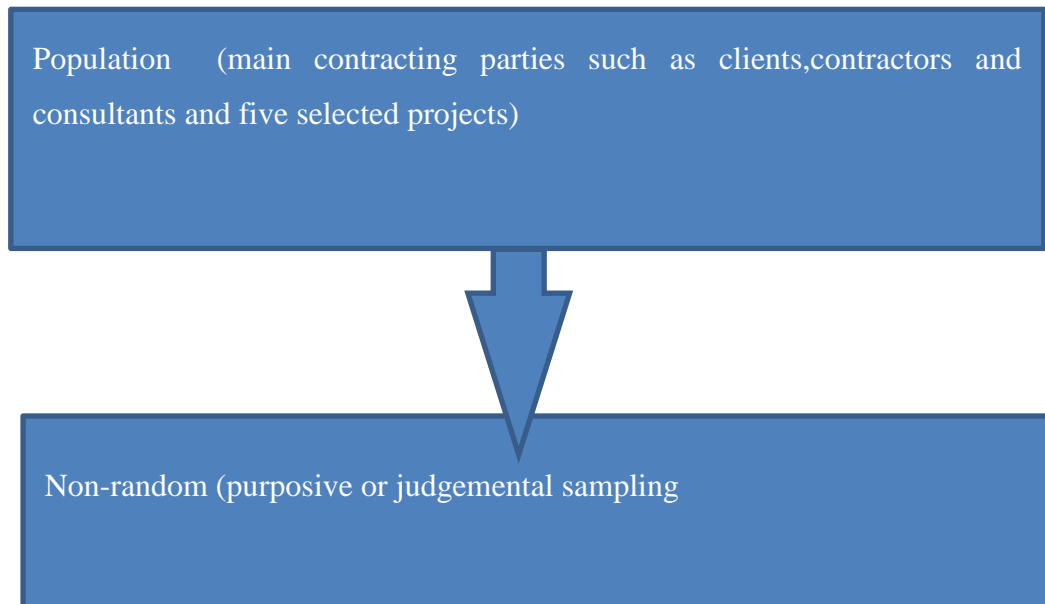 Population (main contracting parties such as clients,contractors and
consultants and five selected projects)
Non-random (purposive or judgemental sampling